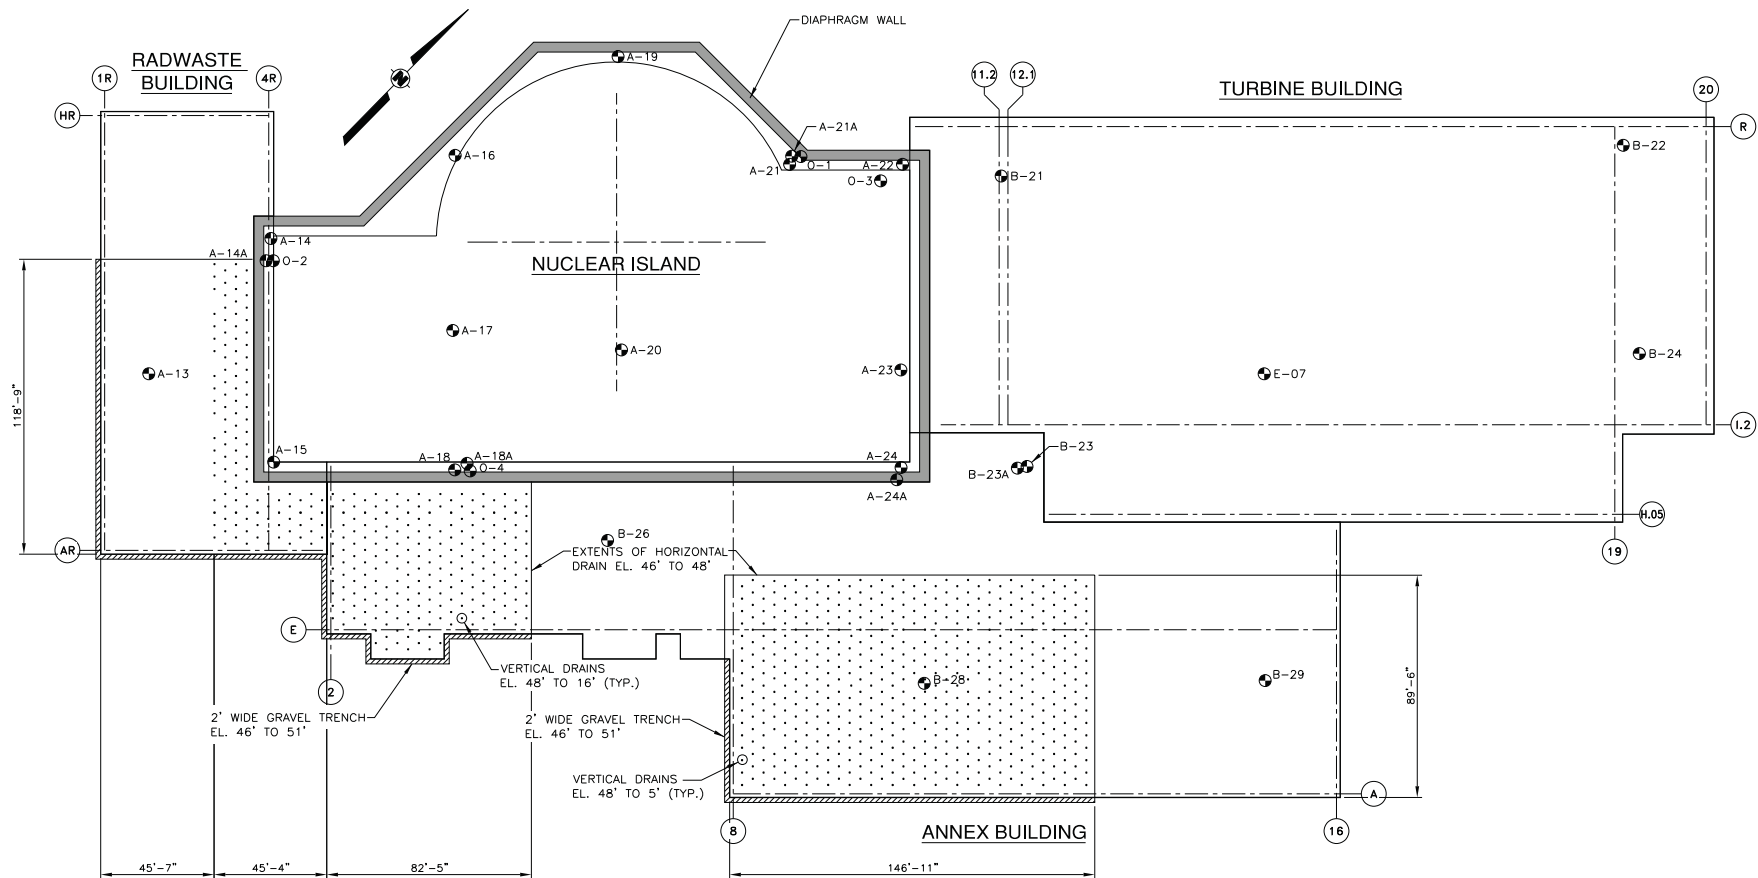 DIAPHRAGM WALL
RADWASTE
BUILDING
1R
4R
N
A-19
11.2
12.1
TURBINE BUILDING
20
HR
A-21A
R
A-16
A-21
O-1
A-22
O-3
B-21
B-22
A-14
A-14A
O-2
NUCLEAR ISLAND
A-17
A-20
A-23
A-13
E-07
B-24
118'-9"
I.2
A-15
A-18
A-18A
O-4
A-24
A-24A
B-23
B-23A
H.05
B-26
AR
EXTENTS OF HORIZONTAL
DRAIN EL. 46' TO 48'
19
E
VERTICAL DRAINS
EL. 48' TO 16' (TYP.)
2
B-28
B-29
89'-6"
2' WIDE GRAVEL TRENCH
EL. 46' TO 51'
2' WIDE GRAVEL TRENCH
EL. 46' TO 51'
VERTICAL DRAINS
EL. 48' TO 5' (TYP.)
A
8
ANNEX BUILDING
16
45'-7"
45'-4"
82'-5"
146'-11"